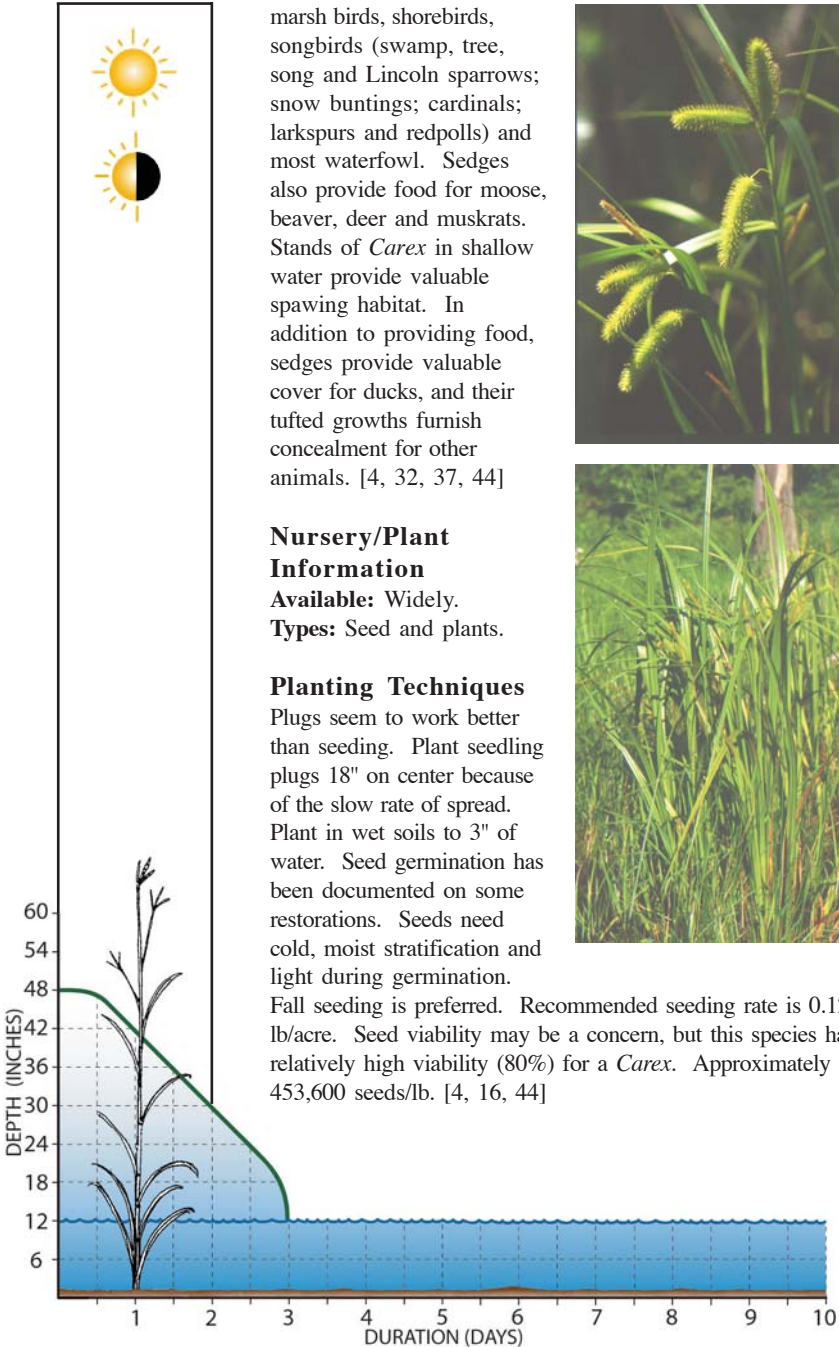 marsh birds, shorebirds,
songbirds (swamp, tree,
song and Lincoln sparrows;
snow buntings; cardinals;
larkspurs and redpolls) and
most waterfowl. Sedges
also provide food for moose,
beaver, deer and muskrats.
Stands of Carex in shallow
water provide valuable
spawing habitat. In
addition to providing food,
sedges provide valuable
cover for ducks, and their
tufted growths furnish
concealment for other
animals. [4, 32, 37, 44]
Nursery/Plant
Information
Available: Widely.
Types: Seed and plants.
Planting Techniques
Plugs seem to work better
than seeding. Plant seedling
plugs 18" on center because
of the slow rate of spread.
Plant in wet soils to 3" of
water. Seed germination has
been documented on some
restorations. Seeds need
cold, moist stratification and
light during germination.
Fall seeding is preferred. Recommended seeding rate is
lb/acre. Seed viability may be a concern, but this species
relatively high viability (80%) for a Carex. Approximately
453,600 seeds/lb. [4, 16, 44]
DEPTH (INCHES)
60
54
48
42
36
30
24
18
12
6
1 2 3 4 5 6 7 8 9 10
DURATION (DAYS)